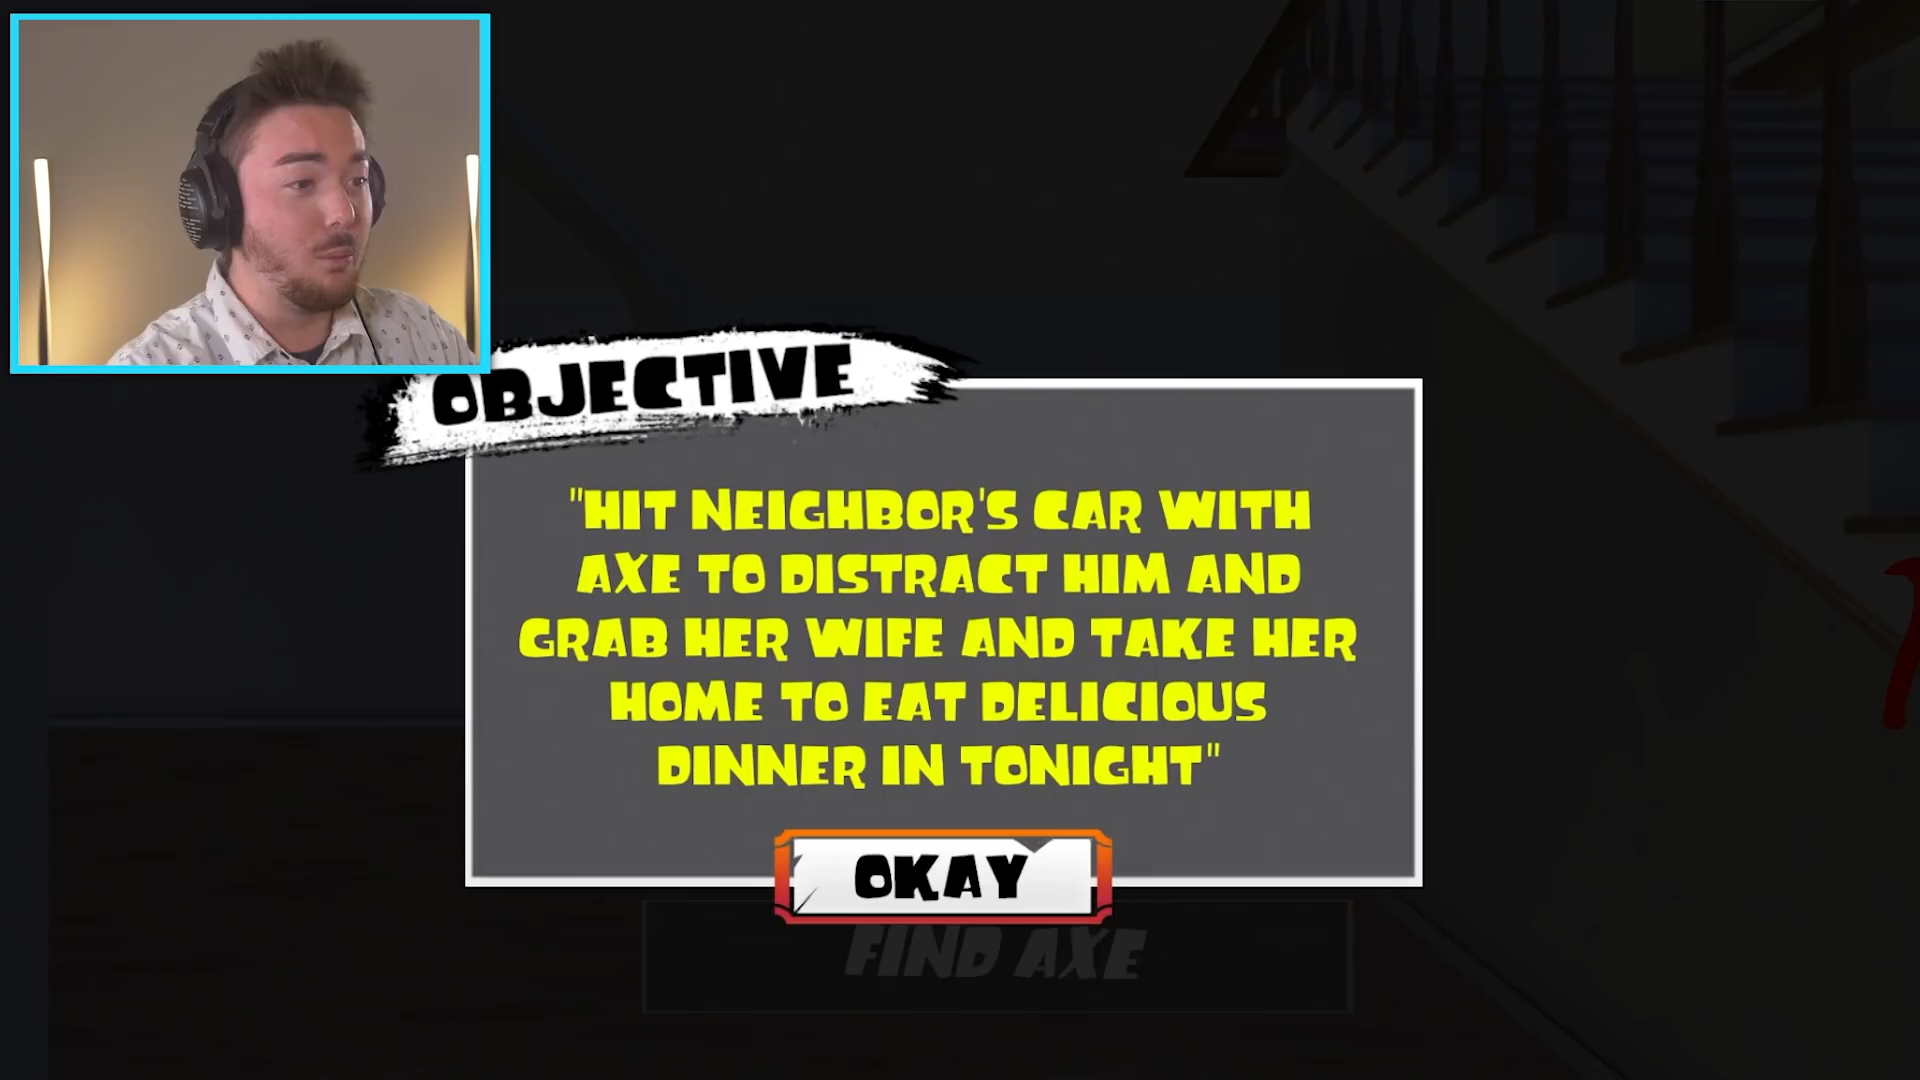 OBJECTIVE
"HIT NEIGHBOR'S CAR WITH
AXE TO DISTRACT HIM AND
GRAB HER WIFE AND TAKE HER
HOME TO EAT DELICIOUS
DINNER IN TONIGHT"
OKAY
FIND AXE